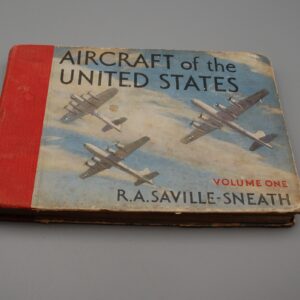 AIRCRAFT of the
UNITED STATES
VOLUME ONE
R.A.SAVILLE-SNEATH